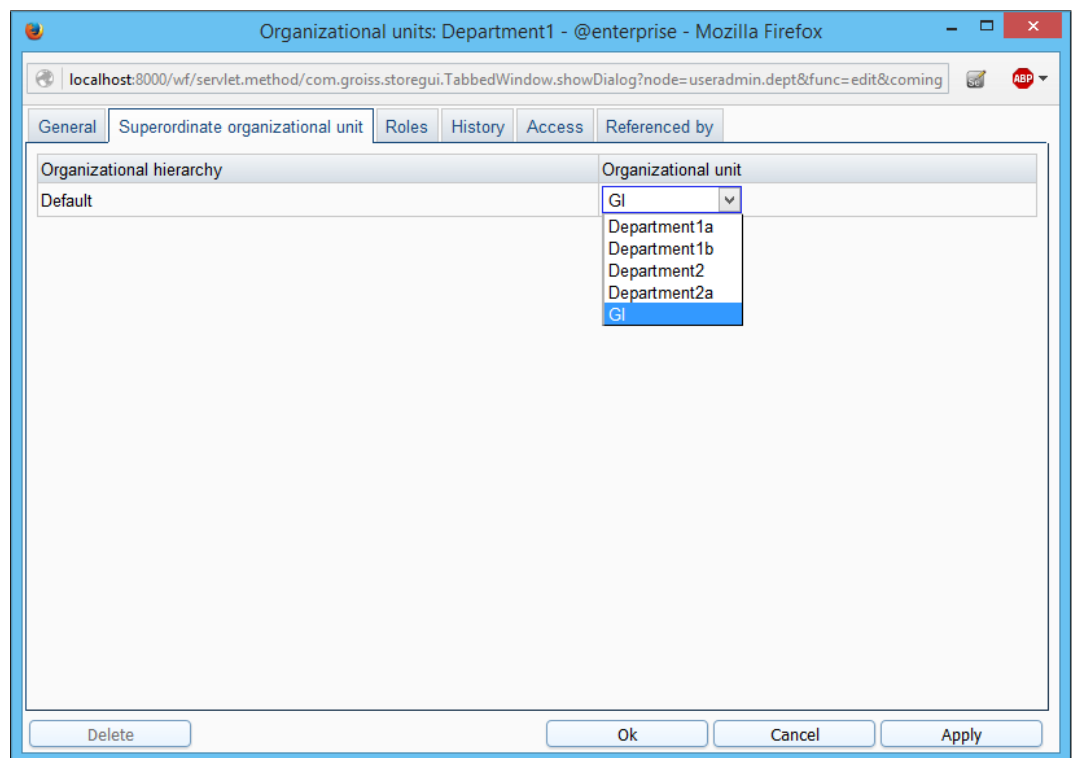 Organizational units: Department1 - @enterprise - Mozilla Firefox
localhost:8000/wf/servlet.method/com.groiss.storegui.TabbedWindow.showDialog?node=useradmin.dept&func=edit&coming
ABP
General Superordinate organizational unit Roles History Access Referenced by
Organizational hierarchy Organizational unit
Default GI
Department1a
Department1b
Department2
Department2a
GI
Delete Ok Cancel Apply